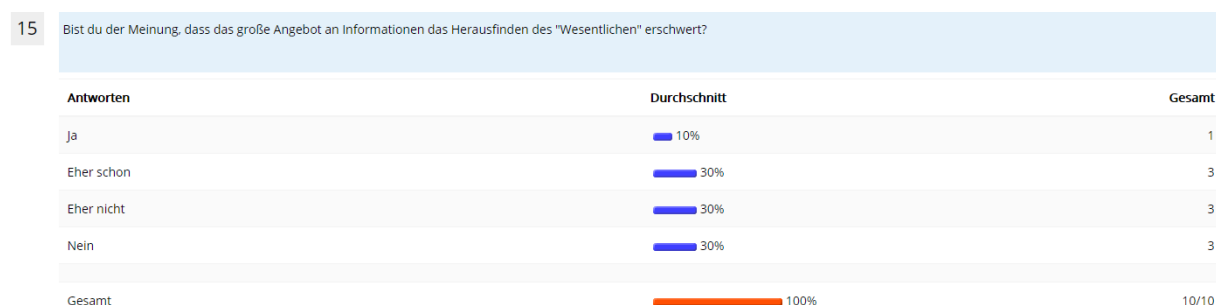 15
Bist du der Meinung, dass das große Angebot an Informationen das Herausfinden des "Wesentlichen" erschwert?
Antworten Durchschnitt Gesamt
Ja 10% 1
Eher schon 30% 3
Eher nicht 30% 3
Nein 30% 3
Gesamt 100% 10/10